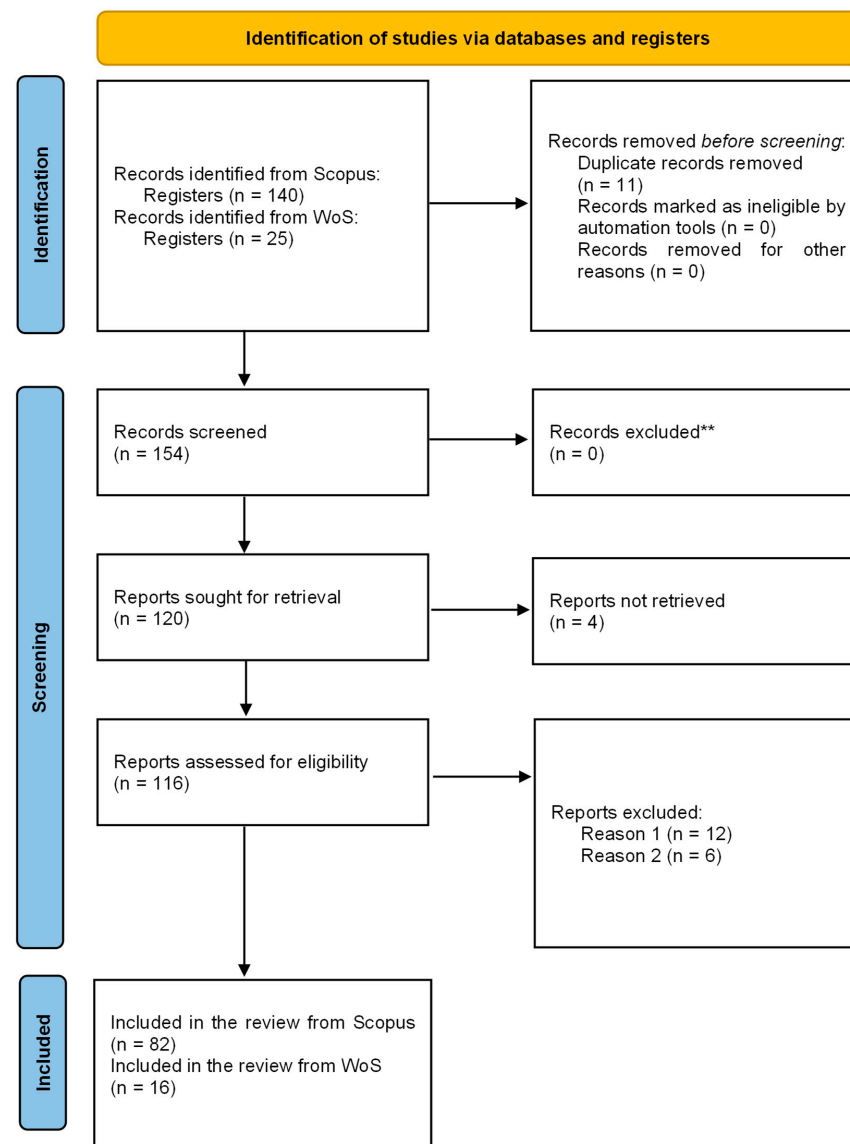 Identification of studies via databases and registers
Identification
Records identified from Scopus:
Registers (n = 140)
Records identified from WoS:
Registers (n = 25)
Records removed before screening:
Duplicate records removed
(n = 11)
Records marked as ineligible by
automation tools (n = 0)
Records removed for other
reasons (n = 0)
Screening
Records screened
(n = 154)
Records excluded**
(n = 0)
Reports sought for retrieval
(n = 120)
Reports not retrieved
(n = 4)
Reports assessed for eligibility
(n = 116)
Reports excluded:
Reason 1 (n = 12)
Reason 2 (n = 6)
Included
Included in the review from Scopus
(n = 82)
Included in the review from WoS
(n = 16)